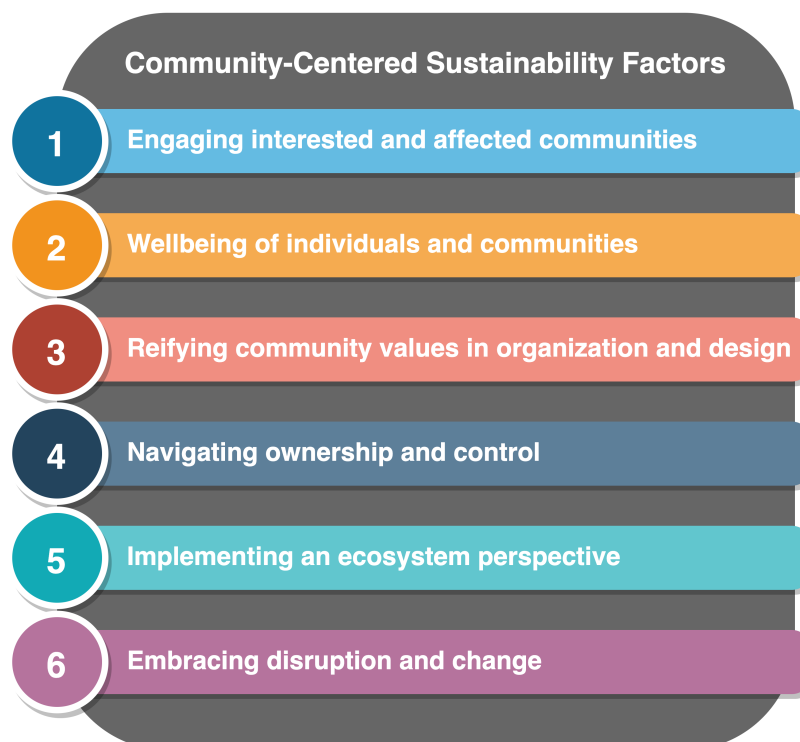 Community-Centered Sustainability Factors
1 Engaging interested and affected communities
2 Wellbeing of individuals and communities
3 Reifying community values in organization and design
4 Navigating ownership and control
5 Implementing an ecosystem perspective
6 Embracing disruption and change